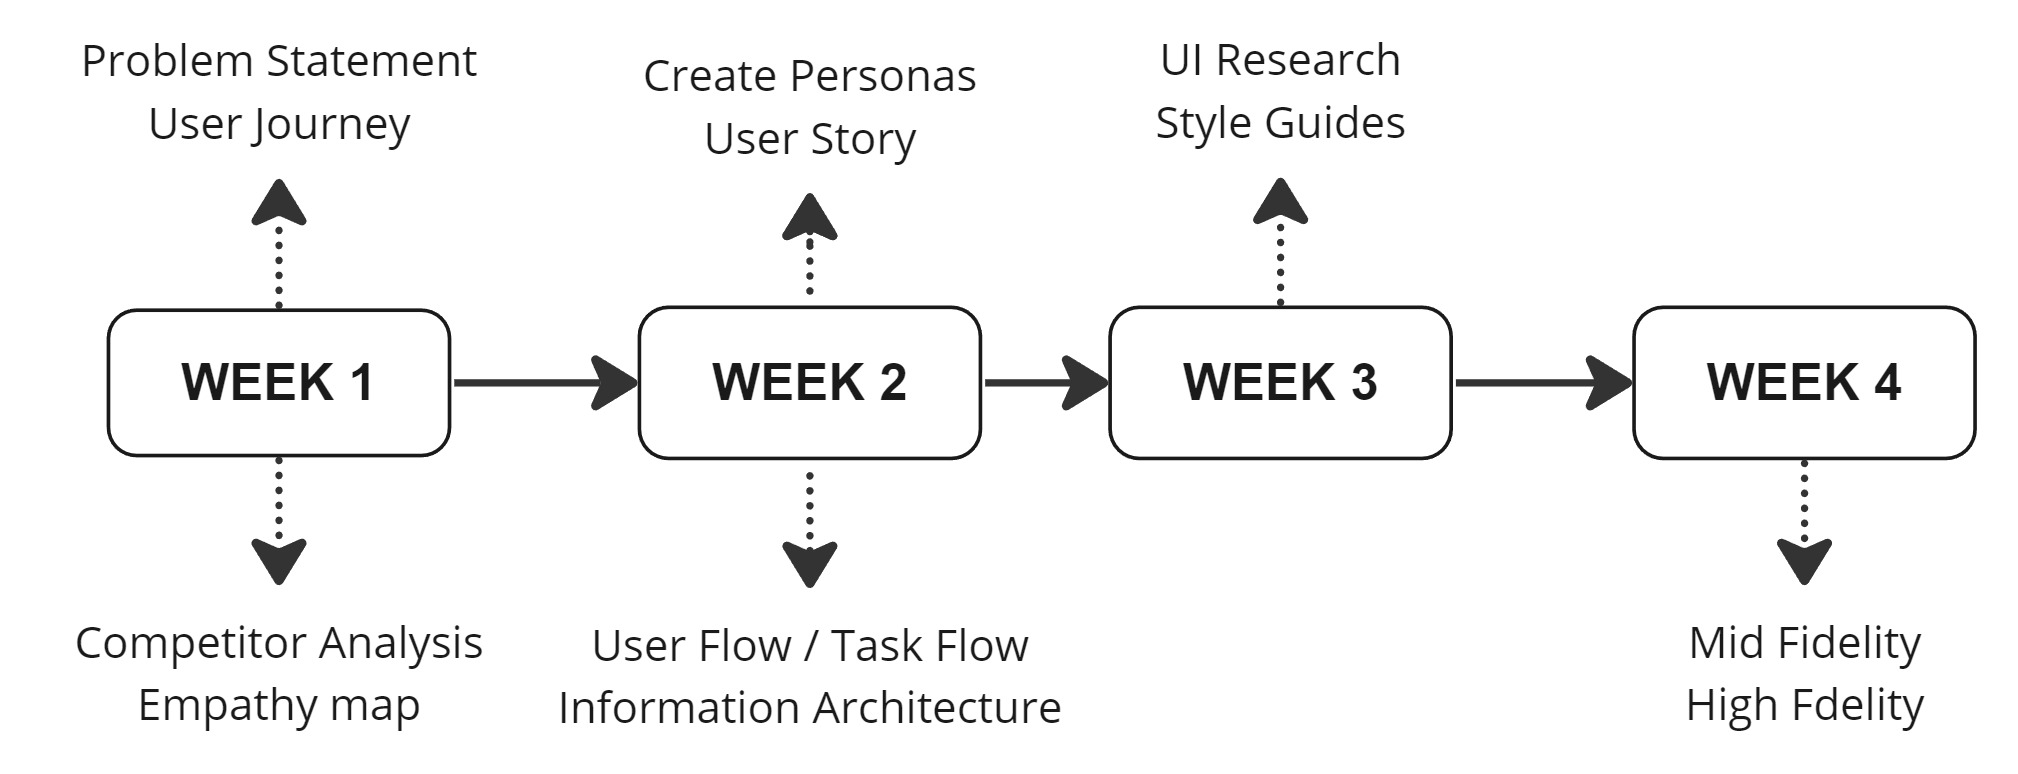 Problem Statement
User Journey
Create Personas
User Story
UI Research
Style Guides
WEEK 1
WEEK 2
WEEK 3
WEEK 4
Competitor Analysis
Empathy map
User Flow / Task Flow
Information Architecture
Mid Fidelity
High Fdelity